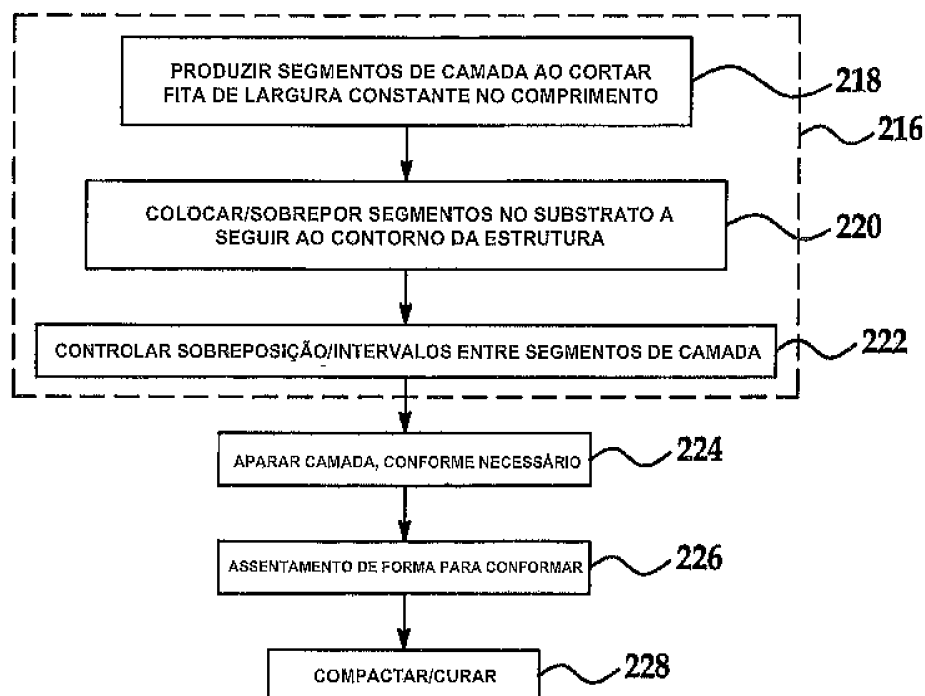 PRODUZIR SEGMENTOS DE CAMADA AO CORTAR
FITA DE LARGURA CONSTANTE NO COMPRIMENTO
218
216
COLOCAR/SOBREPOR SEGMENTOS NO SUBSTRATO A
SEGUIR AO CONTORNO DA ESTRUTURA
220
CONTROLAR SOBREPOSIÇÃO/INTERVALOS ENTRE SEGMENTOS DE CAMADA
222
APARAR CAMADA, CONFORME NECESSÁRIO
224
ASSENTAMENTO DE FORMA PARA CONFORMAR
226
COMPACTAR/CURAR
228